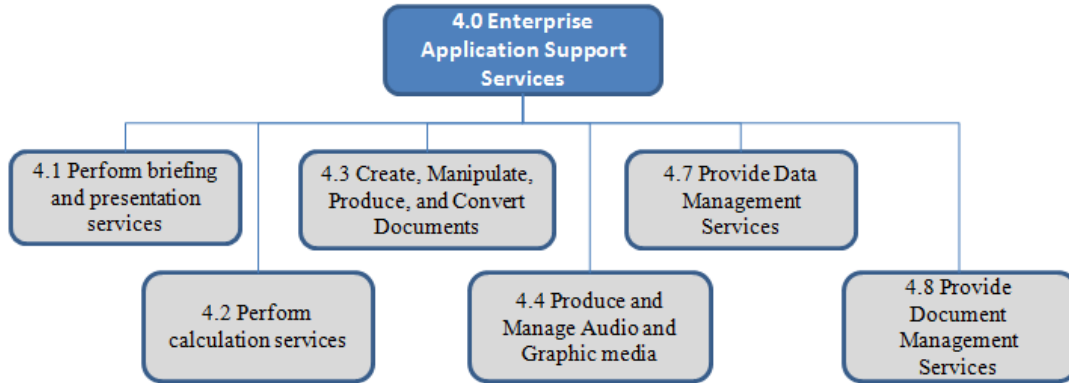 4.0 Enterprise
Application Support
Services
4.1 Perform briefing
and presentation
services
4.3 Create, Manipulate,
Produce, and Convert
Documents
4.7 Provide Data
Management
Services
4.2 Perform
calculation services
4.4 Produce and
Manage Audio and
Graphic media
4.8 Provide
Document
Management
Services